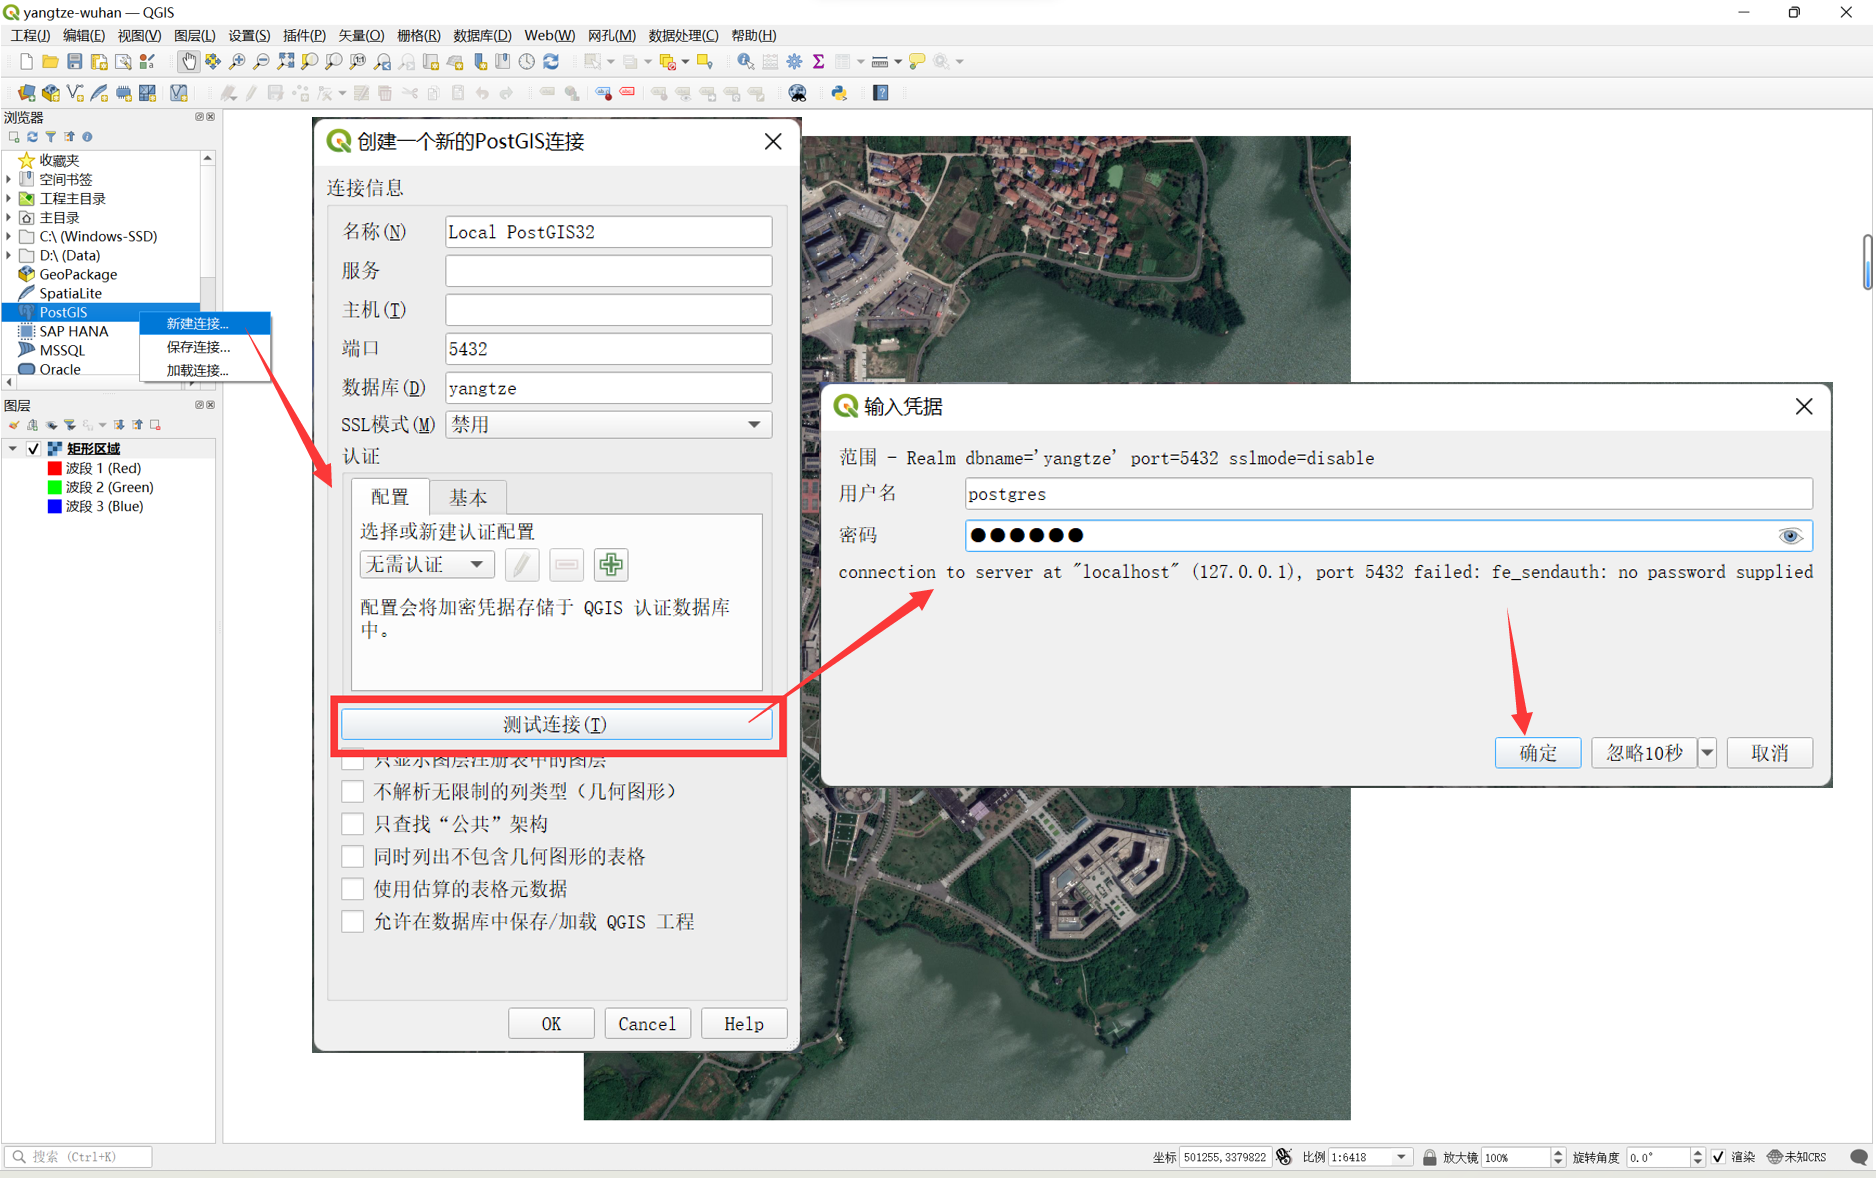 yangtze-wuhan — QGIS
工程(J) 编辑(E) 视图(V) 图层(L) 设置(S) 插件(P) 矢量(O) 栅格(R) 数据库(D) Web(W) 网孔(M) 数据处理(C) 帮助(H)
浏览器
收藏夹
空间书签
工程主目录
主目录
C:\ (Windows-SSD)
D:\ (Data)
GeoPackage
SpatiaLite
PostGIS
SAP HANA
MSSQL
Oracle
新建连接...
保存连接...
加载连接...
图层
矩形区域
波段 1 (Red)
波段 2 (Green)
波段 3 (Blue)
创建一个新的PostGIS连接
连接信息
名称(N) Local PostGIS32
服务
主机(T)
端口 5432
数据库(D) yangtze
SSL模式(M) 禁用
认证
配置 基本
选择或新建认证配置
无需认证
配置会将加密凭据存储于 QGIS 认证数据库
中。
测试连接(T)
只显示图层注册表中的图层
不解析无限制的列类型（几何图形）
只查找“公共”架构
同时列出不包含几何图形的表格
使用估算的表格元数据
允许在数据库中保存/加载 QGIS 工程
OK Cancel Help
输入凭据
范围 - Realm dbname='yangtze' port=5432 sslmode=disable
用户名 postgres
密码 ●●●●●●
connection to server at "localhost" (127.0.0.1), port 5432 failed: fe_sendauth: no password supplied
确定 忽略10秒 取消
搜索 (Ctrl+K) 坐标 501255,3379822 比例 1:6418 放大镜 100% 旋转角度 0.0° 渲染 未知CRS